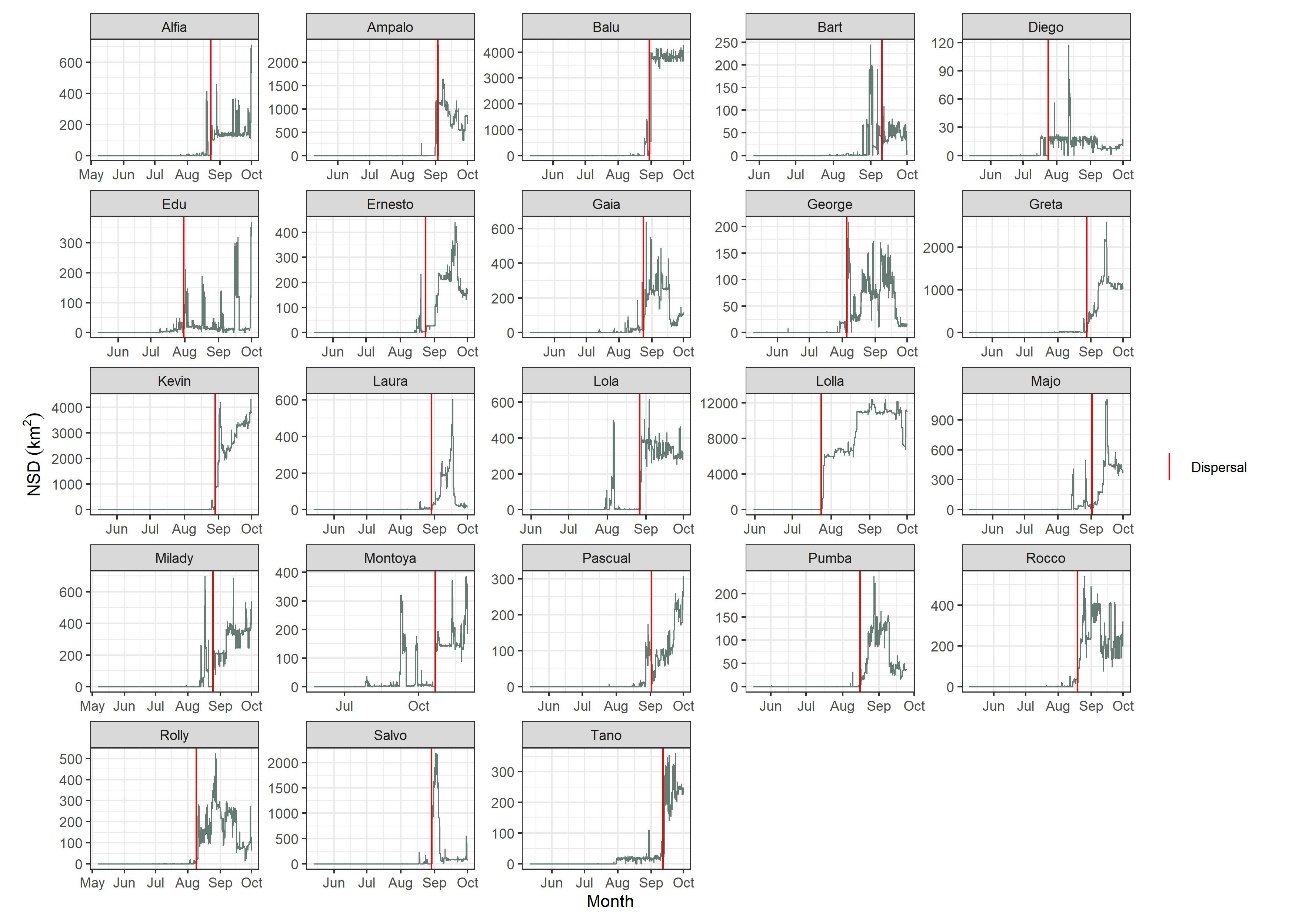 Alfia Ampalo Balu Bart Diego
600 400 200 0
2000 1500 1000 500 0
4000 3000 2000 1000 0
250 200 150 100 50 0
120 90 60 30 0
May Jun Jul Aug Sep Oct
Jun Jul Aug Sep Oct
Jun Jul Aug Sep Oct
Jun Jul Aug Sep Oct
Jun Jul Aug Sep Oct
Edu Ernesto Gaia George Greta
300 200 100 0
400 300 200 100 0
600 400 200 0
200 150 100 50 0
2000 1000 0
Jun Jul Aug Sep Oct
Jun Jul Aug Sep Oct
Jun Jul Aug Sep Oct
Jun Jul Aug Sep Oct
Jun Jul Aug Sep Oct
Kevin Laura Lola Lolla Majo
4000 3000 2000 1000 0
600 400 200 0
600 400 200 0
12000 8000 4000 0
900 600 300 0
Jun Jul Aug Sep Oct
Jun Jul Aug Sep Oct
Jun Jul Aug Sep Oct
Jun Jul Aug Sep Oct
Jun Jul Aug Sep Oct
NSD (km²)
Dispersal
Milady Montoya Pascual Pumba Rocco
600 400 200 0
400 300 200 100 0
300 200 100 0
200 150 100 50 0
400 200 0
May Jun Jul Aug Sep Oct
Jul Oct
Jun Jul Aug Sep Oct
Jun Jul Aug Sep Oct
Jun Jul Aug Sep Oct
Rolly Salvo Tano
500 400 300 200 100 0
2000 1500 1000 500 0
300 200 100 0
May Jun Jul Aug Sep Oct
Jun Jul Aug Sep Oct
Jun Jul Aug Sep Oct
Month